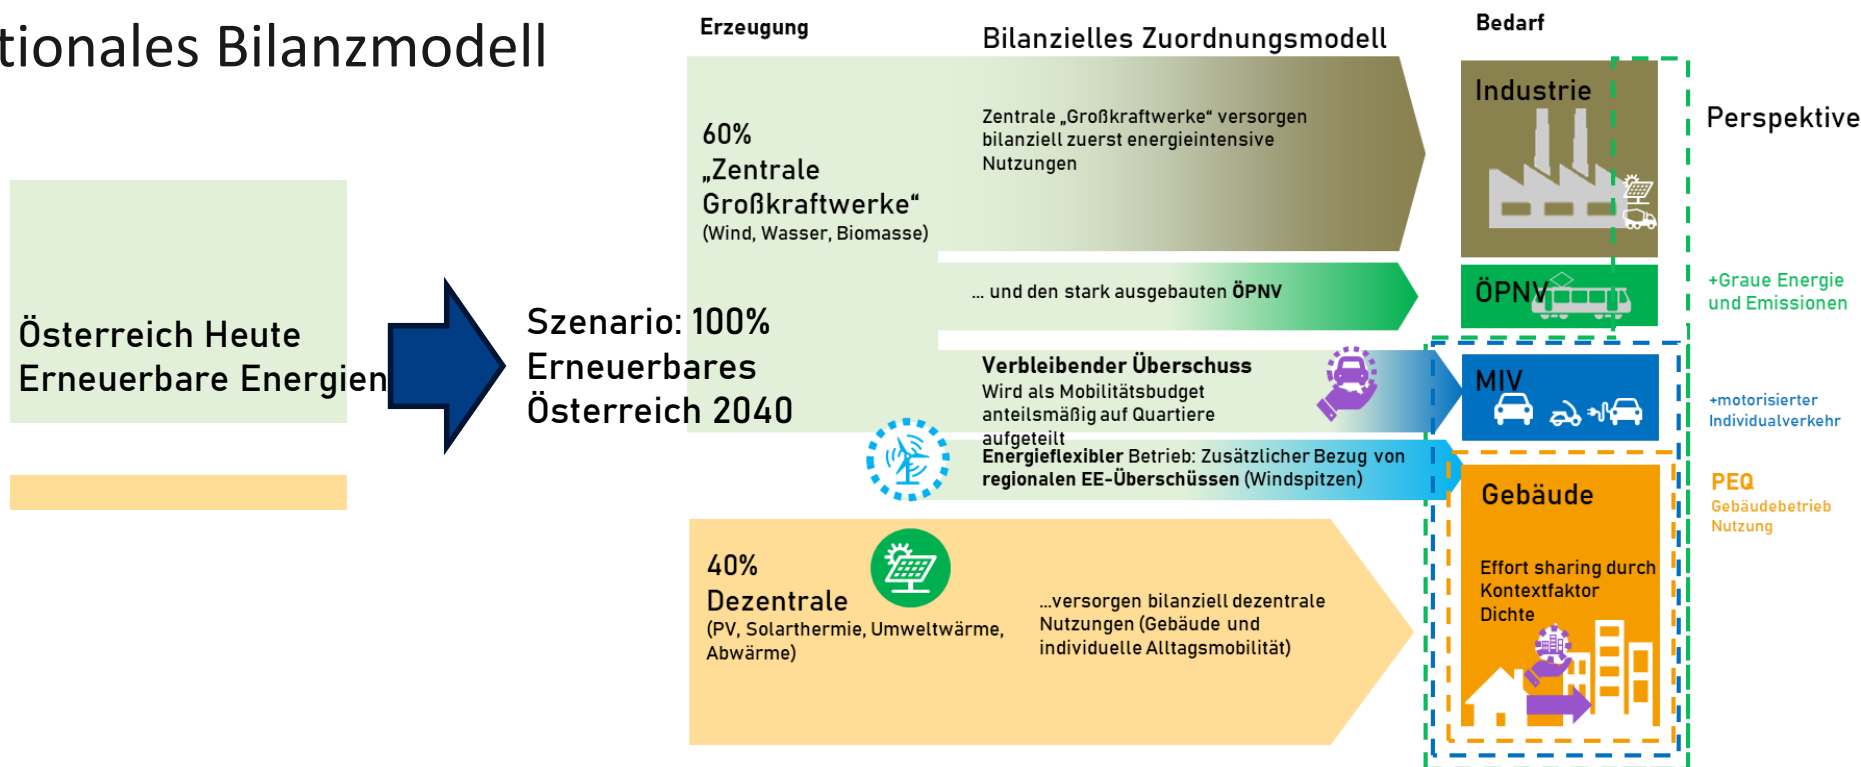 tionales Bilanzmodell
Österreich Heute
Erneuerbare Energien
Szenario: 100%
Erneuerbares
Österreich 2040
Erzeugung
Bilanzielles Zuordnungsmodell
Bedarf
60%
„Zentrale
Großkraftwerke“
(Wind, Wasser, Biomasse)
Zentrale „Großkraftwerke“ versorgen
bilanziell zuerst energieintensive
Nutzungen
... und den stark ausgebauten ÖPNV
Verbleibender Überschuss
Wird als Mobilitätsbudget
anteilsmäßig auf Quartiere
aufgeteilt
Energieflexibler Betrieb: Zusätzlicher Bezug von
regionalen EE-Überschüssen (Windspitzen)
40%
Dezentrale
(PV, Solarthermie, Umweltwärme,
Abwärme)
...versorgen bilanziell dezentrale
Nutzungen (Gebäude und
individuelle Alltagsmobilität)
Industrie
ÖPNV
MIV
Gebäude
Effort sharing durch
Kontextfaktor
Dichte
Perspektive
+Graue Energie
und Emissionen
+motorisierter
Individualverkehr
PEQ
Gebäudebetrieb
Nutzung